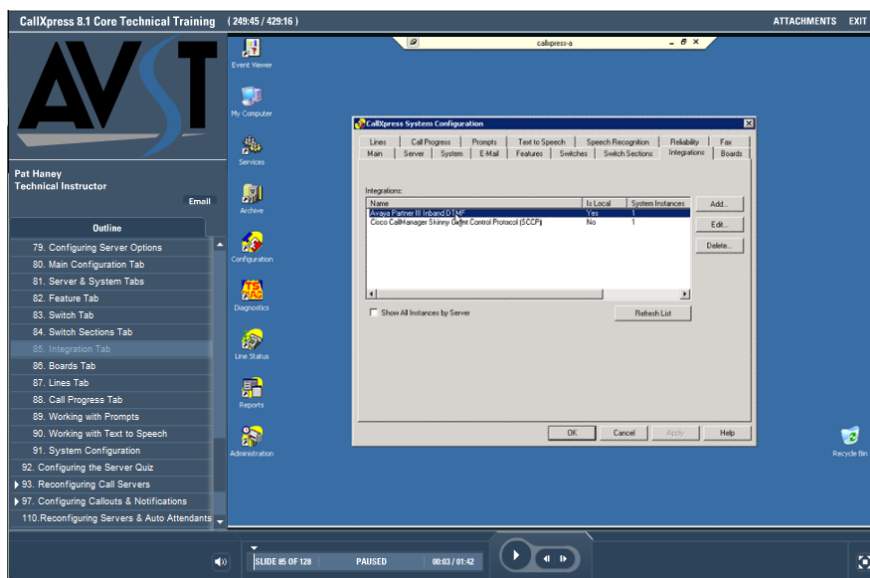 CallXpress 8.1 Core Technical Training ( 249:45 / 429:16 )
ATTACHMENTS EXIT
AVST
Pat Haney
Technical Instructor
Email
Outline
79. Configuring Server Options
80. Main Configuration Tab
81. Server & System Tabs
82. Feature Tab
83. Switch Tab
84. Switch Sections Tab
85. Integration Tab
86. Boards Tab
87. Lines Tab
88. Call Progress Tab
89. Working with Prompts
90. Working with Text to Speech
91. System Configuration
92. Configuring the Server Quiz
93. Reconfiguring Call Servers
97. Configuring Callouts & Notifications
110.Reconfiguring Servers & Auto Attendants
Event Viewer
My Computer
Services
Archive
Configuration
Diagnostics
Line Status
Reports
Administration
Recycle Bin
callxpress-a
CallXpress System Configuration
Lines Call Progress Prompts Text to Speech Speech Recognition Reliability Fax
Main Server System E-Mail Features Switches Switch Sections Integrations Boards
Integrations:
Name Is Local System Instances
Avaya Partner III Inband DTMF Yes 1
Cisco CallManager Skinny Client Control Protocol (SCCP) No 1
Add...
Edit...
Delete...
Show All Instances by Server
Refresh List
OK Cancel Apply Help
SLIDE 85 OF 128 PAUSED 00:03 / 01:42